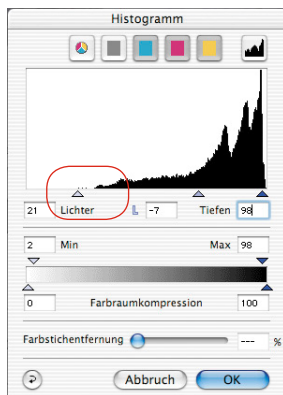 Histogramm
21 Lichter L -7 Tiefen 98
2 Min Max 98
0 Farbraumkompression 100
Farbstichentfernung --- %
Abbruch OK